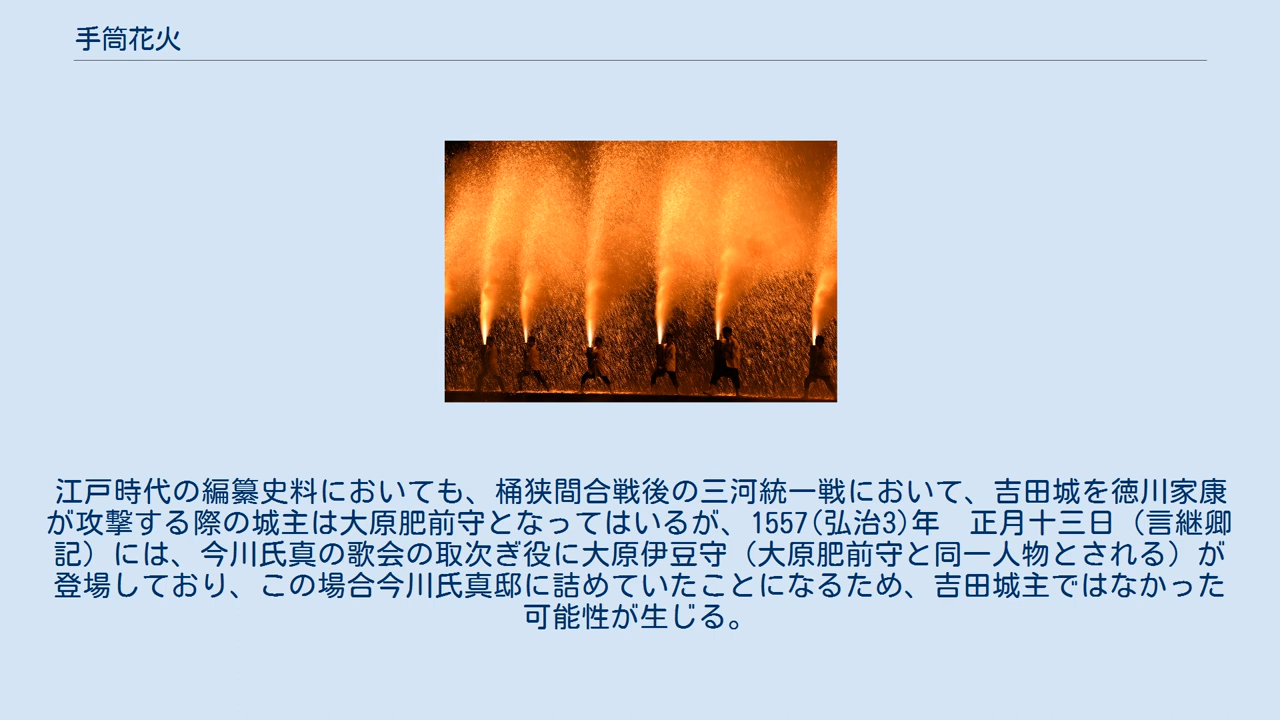 手筒花火
江戸時代の編纂史料においても、桶狭間合戦後の三河統一戦において、吉田城を徳川家康
が攻撃する際の城主は大原肥前守となってはいるが、1557(弘治3)年　正月十三日（言継卿
記）には、今川氏真の歌会の取次ぎ役に大原伊豆守（大原肥前守と同一人物とされる）が
登場しており、この場合今川氏真邸に詰めていたことになるため、吉田城主ではなかった
可能性が生じる。